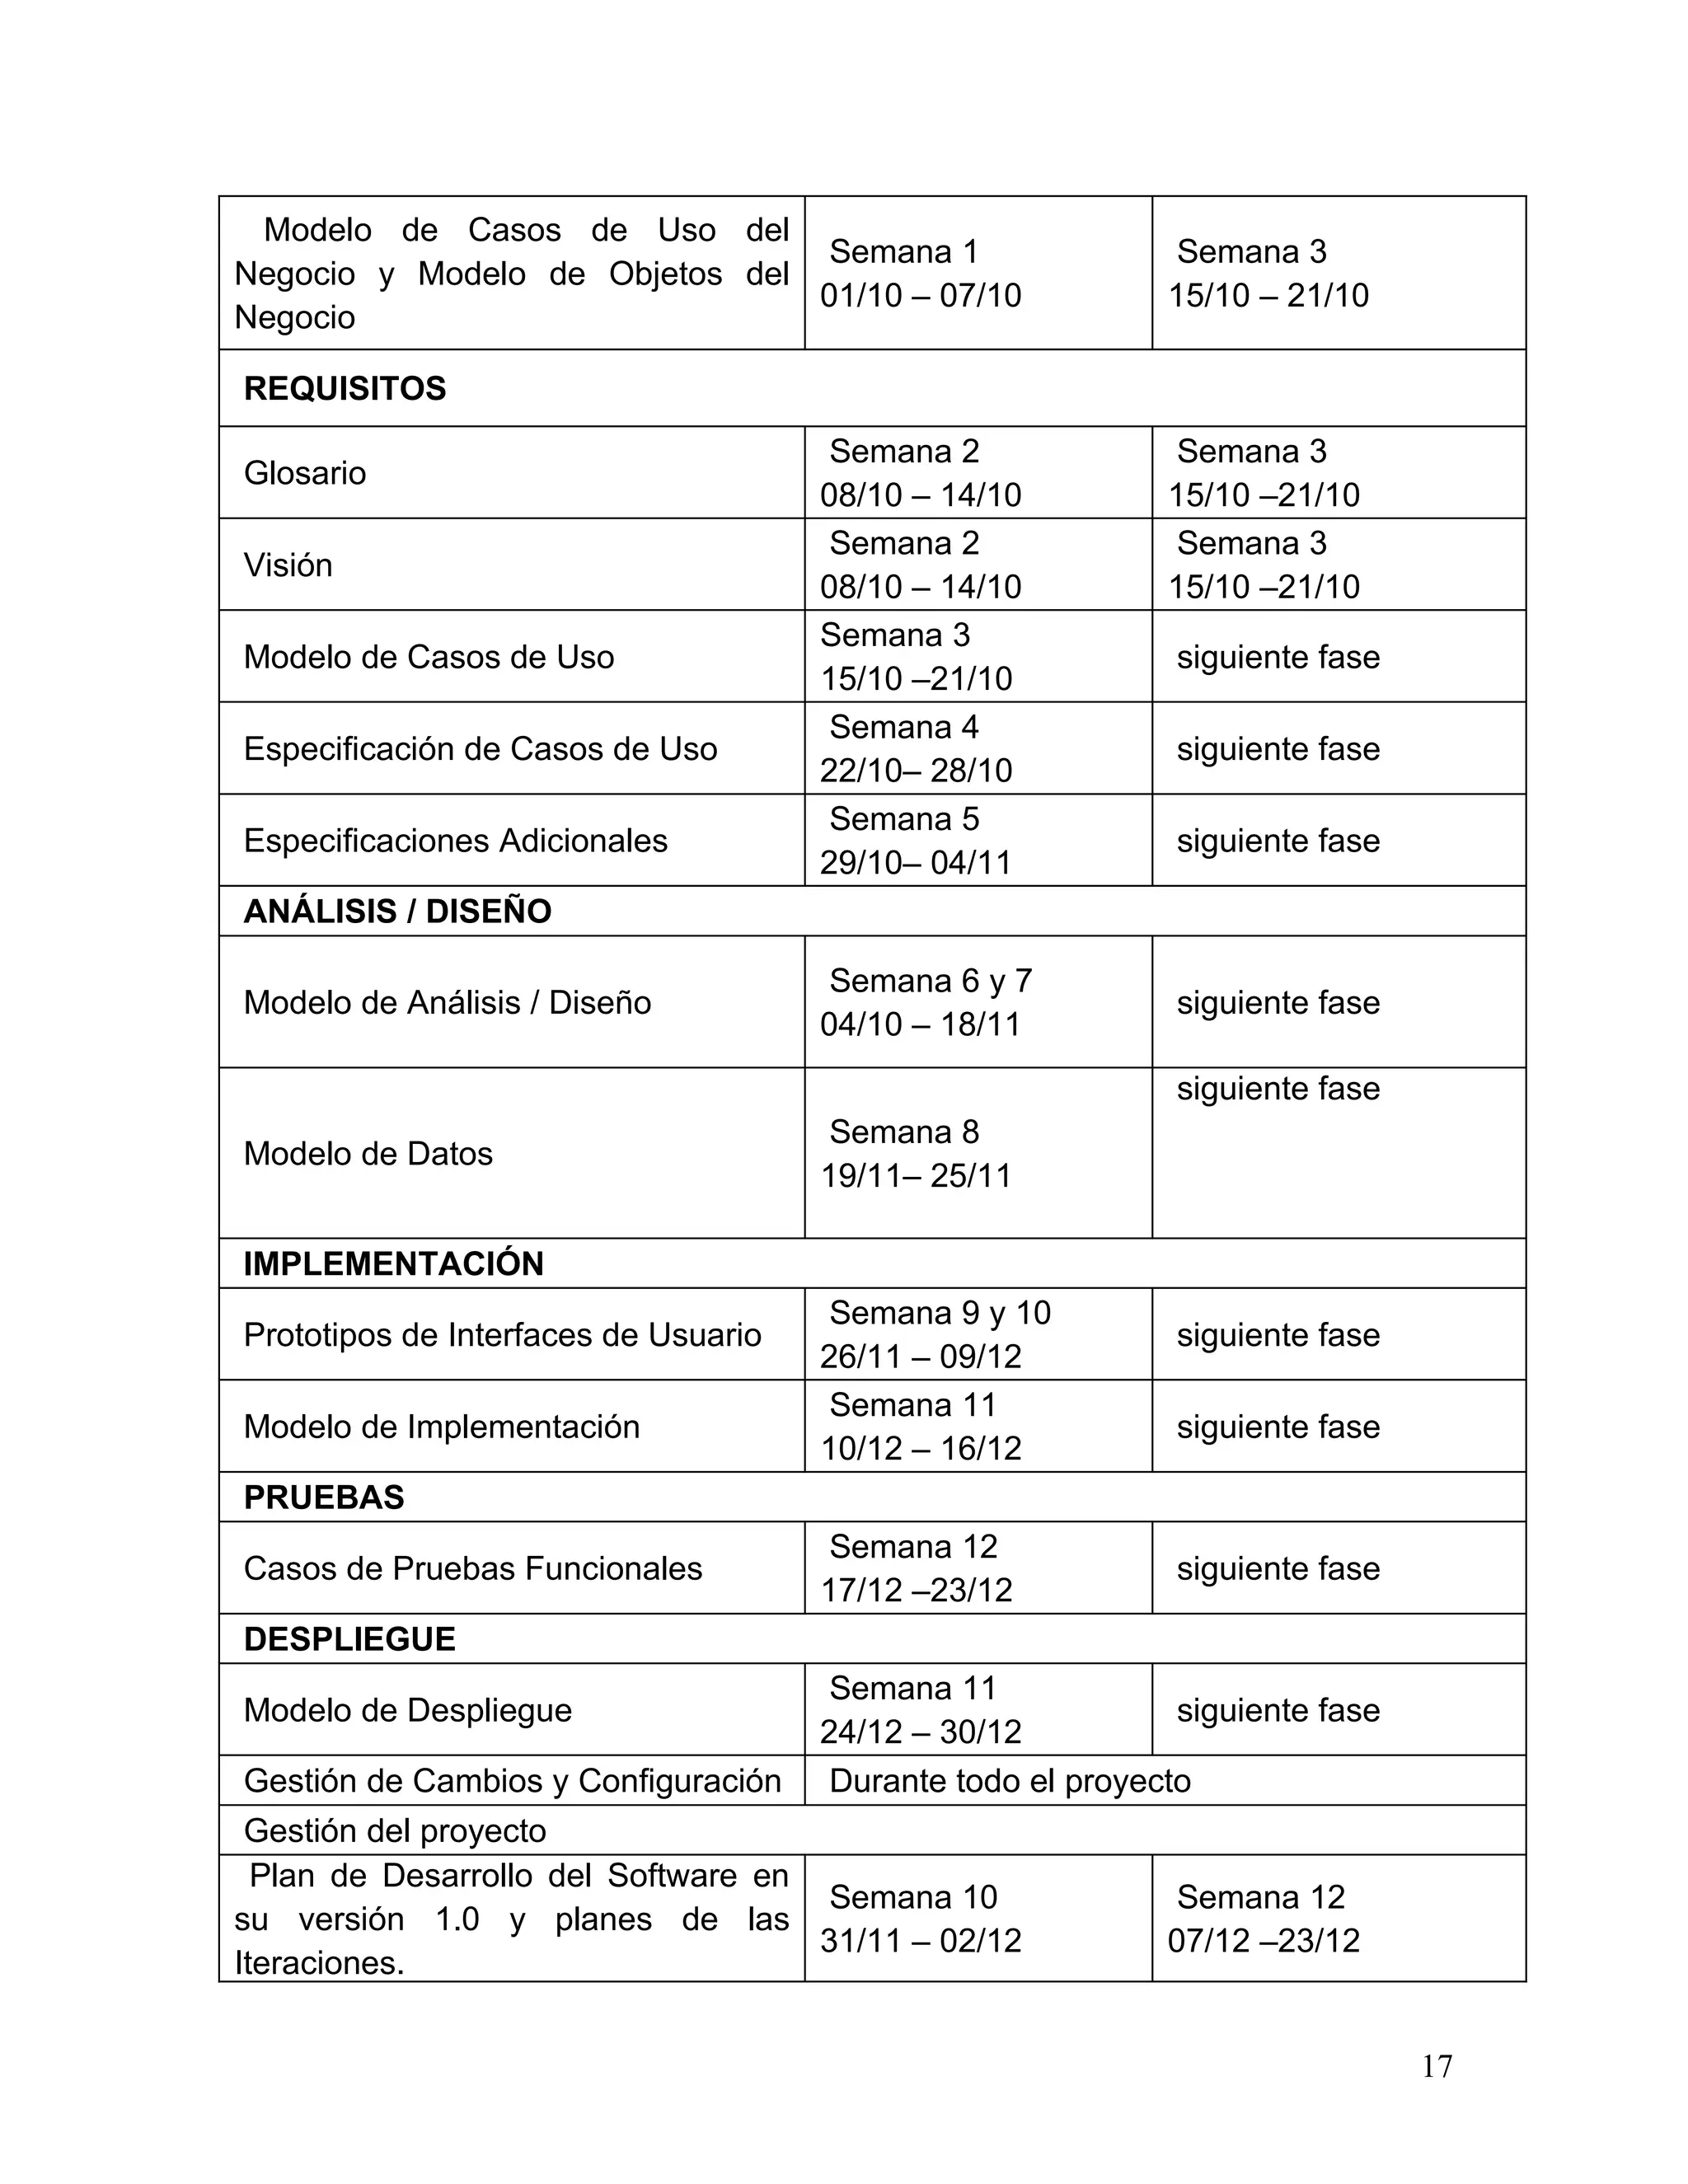 Modelo de Casos de Uso del
Negocio y Modelo de Objetos del
Negocio
Semana 1
01/10 – 07/10
Semana 3
15/10 – 21/10
REQUISITOS
Glosario
Semana 2
08/10 – 14/10
Semana 3
15/10 –21/10
Visión
Semana 2
08/10 – 14/10
Semana 3
15/10 –21/10
Modelo de Casos de Uso
Semana 3
15/10 –21/10
siguiente fase
Especificación de Casos de Uso
Semana 4
22/10– 28/10
siguiente fase
Especificaciones Adicionales
Semana 5
29/10– 04/11
siguiente fase
ANÁLISIS / DISEÑO
Modelo de Análisis / Diseño
Semana 6 y 7
04/10 – 18/11
siguiente fase
Modelo de Datos
Semana 8
19/11– 25/11
siguiente fase
IMPLEMENTACIÓN
Prototipos de Interfaces de Usuario
Semana 9 y 10
26/11 – 09/12
siguiente fase
Modelo de Implementación
Semana 11
10/12 – 16/12
siguiente fase
PRUEBAS
Casos de Pruebas Funcionales
Semana 12
17/12 –23/12
siguiente fase
DESPLIEGUE
Modelo de Despliegue
Semana 11
24/12 – 30/12
siguiente fase
Gestión de Cambios y Configuración
Durante todo el proyecto
Gestión del proyecto
Plan de Desarrollo del Software en
su versión 1.0 y planes de las
Iteraciones.
Semana 10
31/11 – 02/12
Semana 12
07/12 –23/12
17